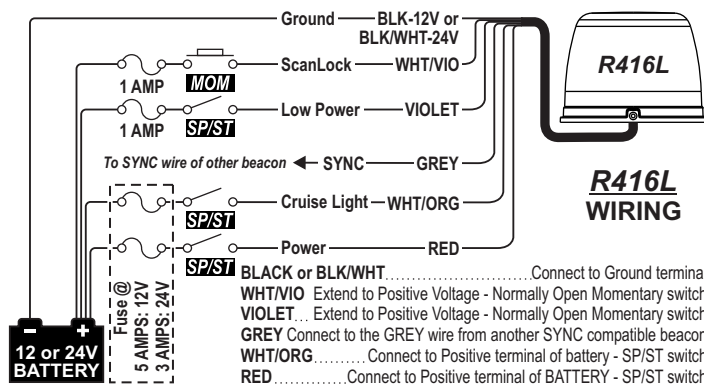 Ground BLK-12V or
BLK/WHT-24V
ScanLock WHT/VIO
1 AMP MOM
Low Power VIOLET
1 AMP SP/ST
To SYNC wire of other beacon SYNC GREY
Cruise Light WHT/ORG
SP/ST
Power RED
SP/ST
Fuse @
5 AMPS: 12V
3 AMPS: 24V
- +
12 or 24V
BATTERY
R416L
R416L
WIRING
BLACK or BLK/WHT..............................Connect to Ground termina
WHT/VIO Extend to Positive Voltage - Normally Open Momentary switch
VIOLET... Extend to Positive Voltage - Normally Open Momentary switch
GREY Connect to the GREY wire from another SYNC compatible beacon
WHT/ORG..........Connect to Positive terminal of battery - SP/ST switch
RED...............Connect to Positive terminal of BATTERY - SP/ST switch